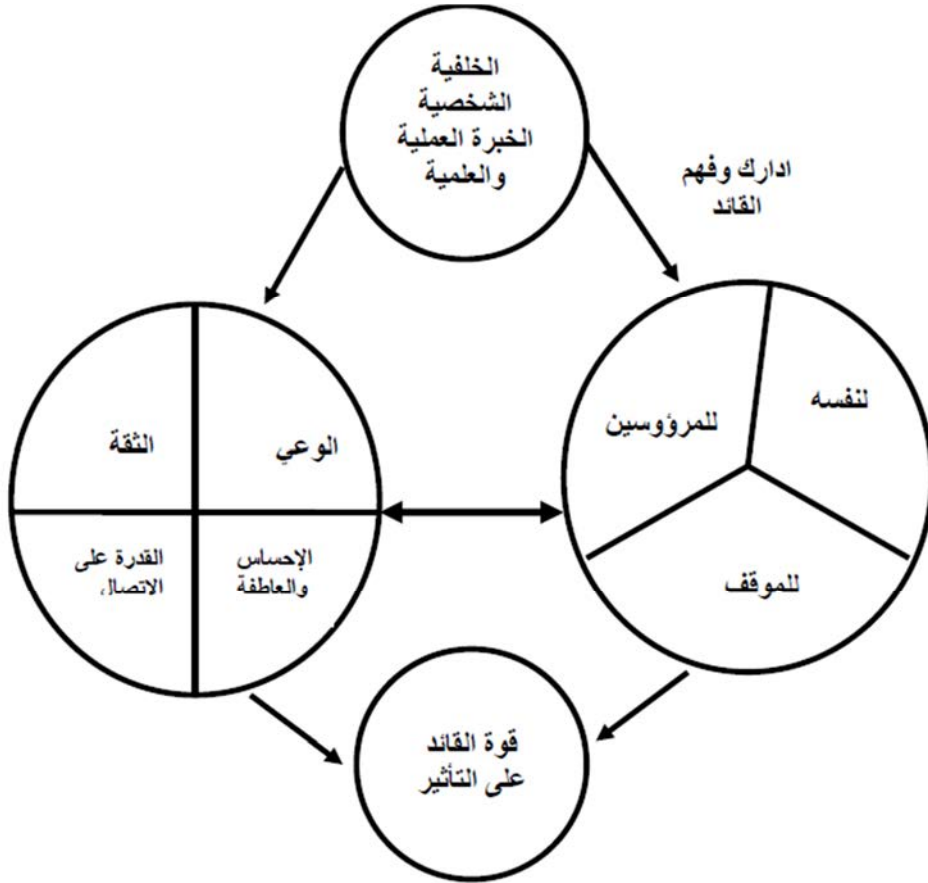 الخلفية
الشخصية
الخبرة العملية
والعلمية
ادارك وفهم
القائد
لنفسه
للمرؤوسين
للموقف
الوعي
الثقة
الإحساس
والعاطفة
القدرة على
الاتصال
قوة القائد
على التأثير